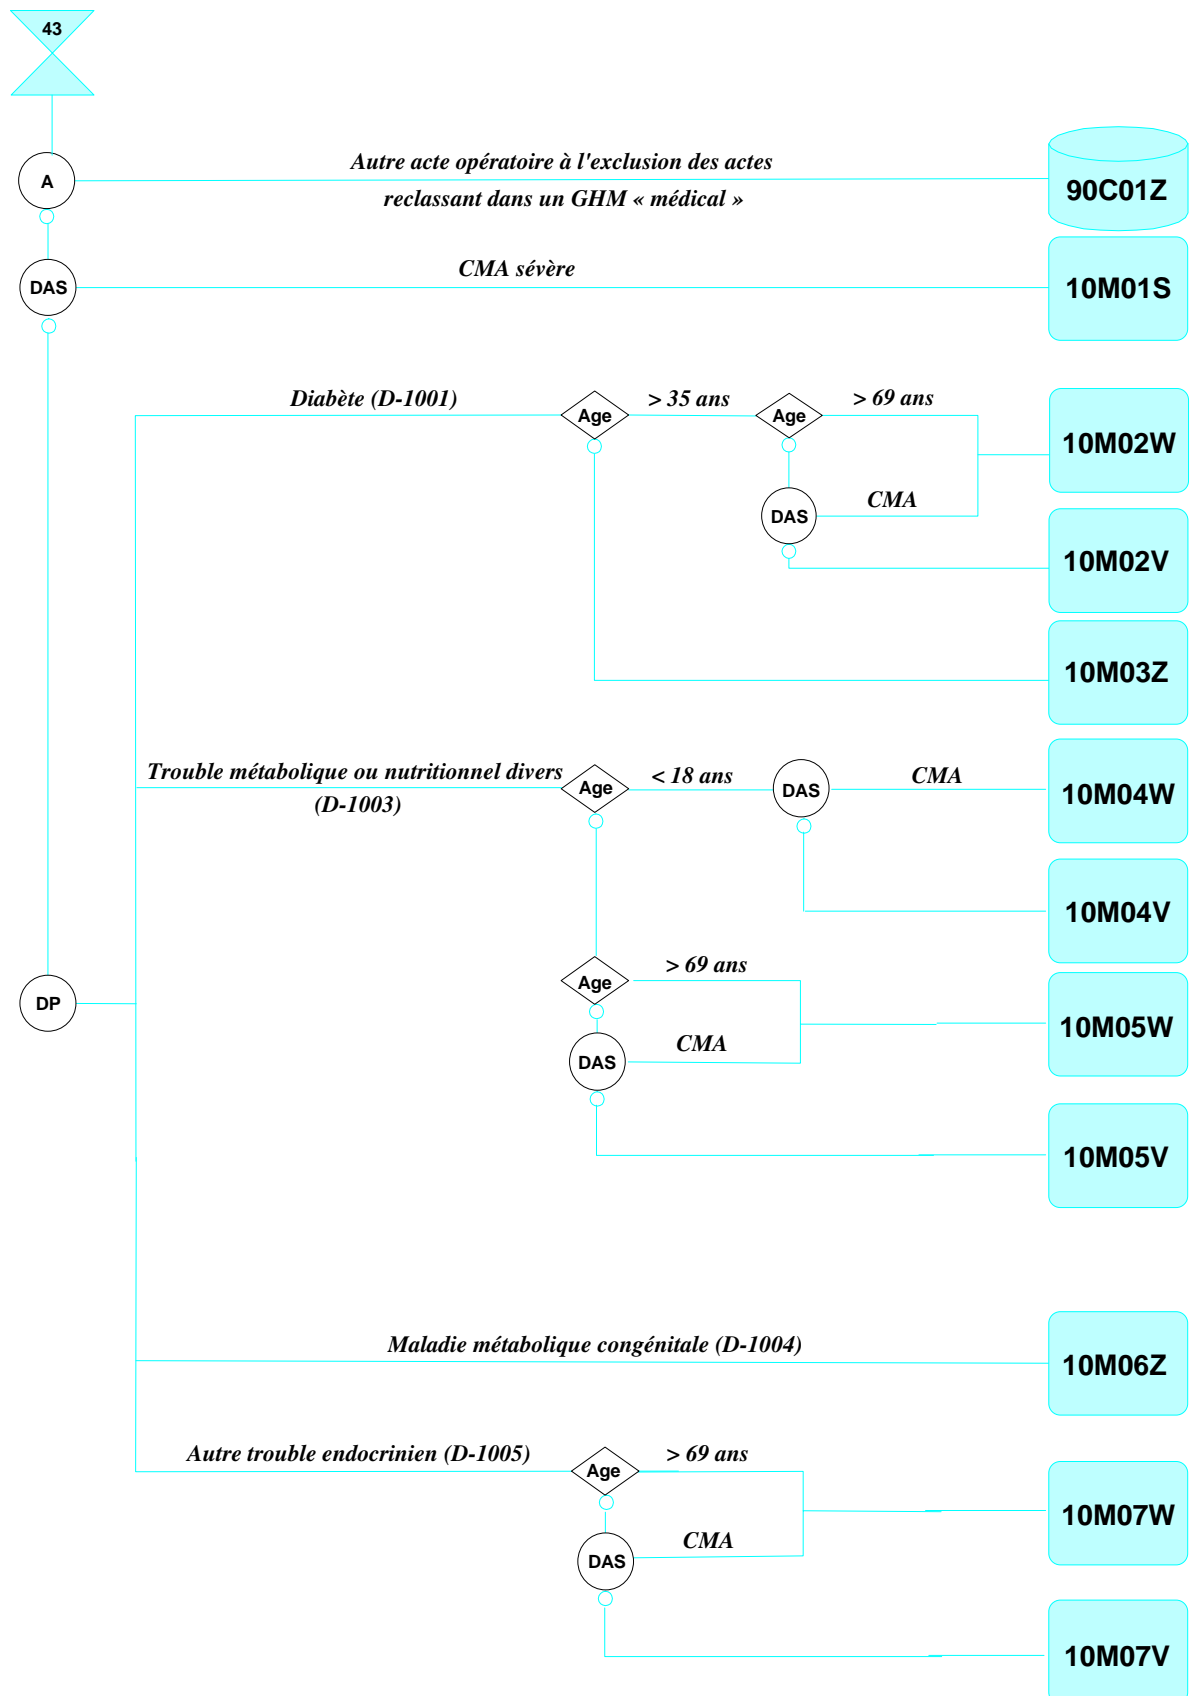 43
A
Autre acte opératoire à l'exclusion des actes
reclassant dans un GHM « médical »
90C01Z
DAS
CMA sévère
10M01S
Diabète (D-1001)
Age
> 35 ans
Age
> 69 ans
10M02W
DAS
CMA
10M02V
10M03Z
Trouble métabolique ou nutritionnel divers
(D-1003)
Age
< 18 ans
DAS
CMA
10M04W
10M04V
DP
Age
> 69 ans
10M05W
DAS
CMA
10M05V
Maladie métabolique congénitale (D-1004)
10M06Z
Autre trouble endocrinien (D-1005)
Age
> 69 ans
10M07W
DAS
CMA
10M07V